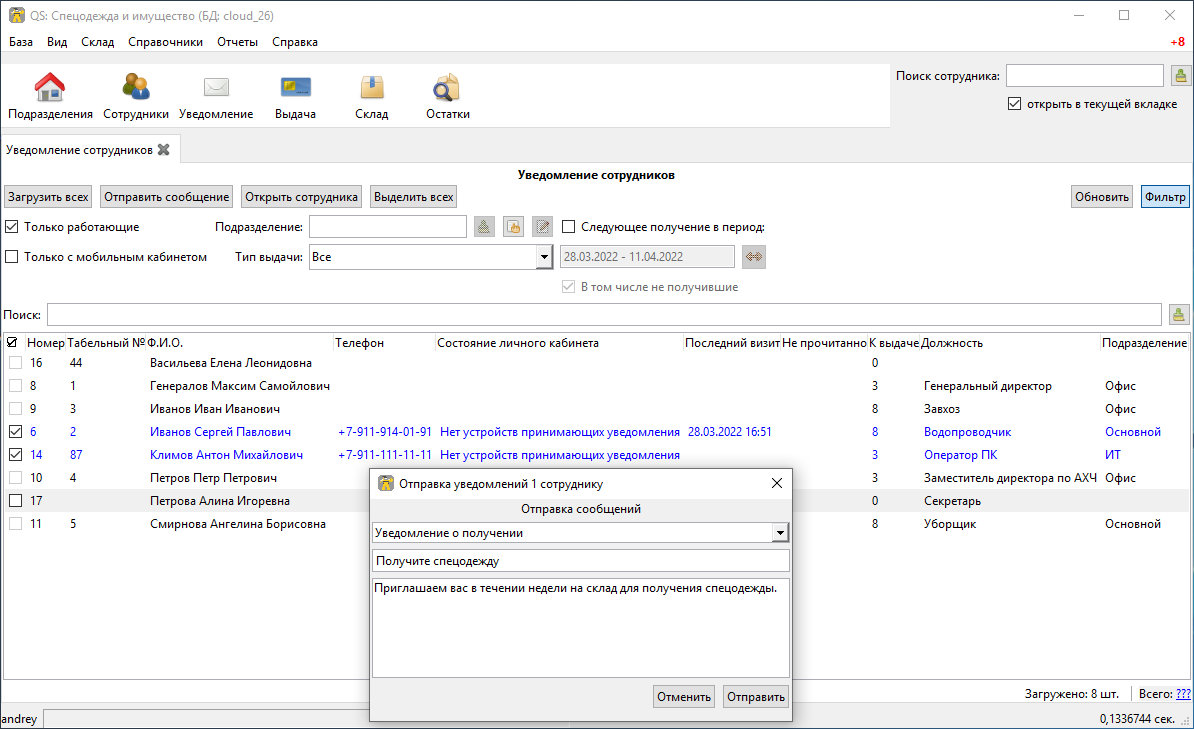 QS: Спецодежда и имущество (БД: cloud_26)
База Вид Склад Справочники Отчеты Справка +8
Подразделения Сотрудники Уведомление Выдача Склад Остатки
Поиск сотрудника:
открыть в текущей вкладке
Уведомление сотрудников
Уведомление сотрудников
Загрузить всех Отправить сообщение Открыть сотрудника Выделить всех Обновить Фильтр
Только работающие Подразделение: Следующее получение в период:
Только с мобильным кабинетом Тип выдачи: Все 28.03.2022 - 11.04.2022
В том числе не получившие
Поиск:
Номер Табельный № Ф.И.О. Телефон Состояние личного кабинета Последний визит Не прочитанно К выдаче Должность Подразделение
16 44 Васильева Елена Леонидовна 0
8 1 Генералов Максим Самойлович 3 Генеральный директор Офис
9 3 Иванов Иван Иванович 8 Завхоз Офис
6 2 Иванов Сергей Павлович +7-911-914-01-91 Нет устройств принимающих уведомления 28.03.2022 16:51 8 Водопроводчик Основной
14 87 Климов Антон Михайлович +7-911-111-11-11 Нет устройств принимающих уведомления 3 Оператор ПК ИТ
10 4 Петров Петр Петрович 3 Заместитель директора по АХЧ Офис
17 Петрова Алина Игоревна 0 Секретарь
11 5 Смирнова Ангелина Борисовна 8 Уборщик Основной
Отправка уведомлений 1 сотруднику
Отправка сообщений
Уведомление о получении
Получите спецодежду
Приглашаем вас в течении недели на склад для получения спецодежды.
Отменить Отправить
Загружено: 8 шт. Всего: ???
andrey 0,1336744 сек.